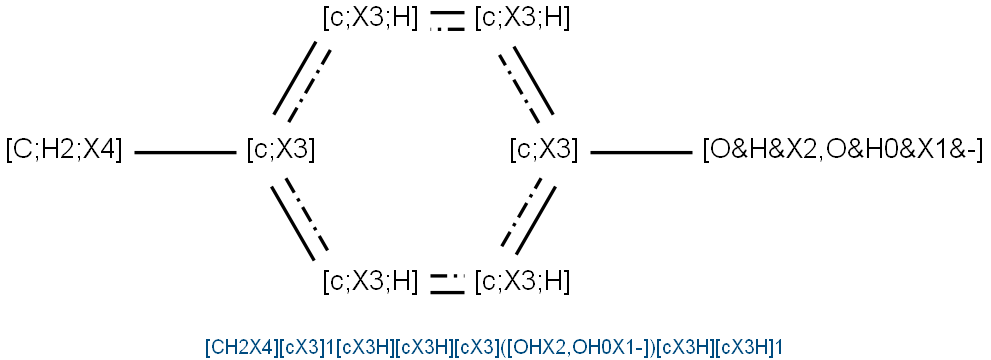 [c;X3;H] [c;X3;H]
[C;H2;X4] [c;X3] [c;X3] [O&H&X2,O&H0&X1&-]
[c;X3;H] [c;X3;H]
[CH2X4][cX3]1[cX3H][cX3H][cX3]([OHX2,OH0X1-])[cX3H][cX3H]1